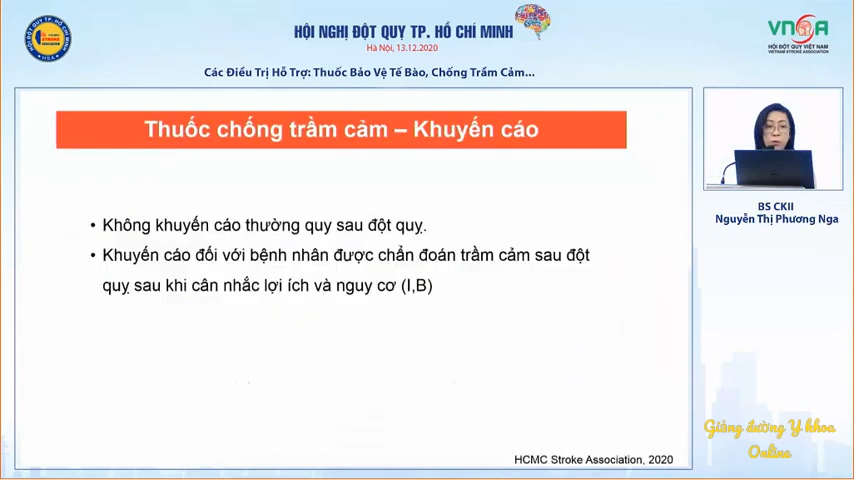 HỘI NGHỊ ĐỘT QUỴ TP. HỒ CHÍ MINH
Hà Nội, 13.12.2020
VNSA
HỘI ĐỘT QUỴ VIỆT NAM
VIETNAM STROKE ASSOCIATION
Các Điều Trị Hỗ Trợ: Thuốc Bảo Vệ Tế Bào, Chống Trầm Cảm...
Thuốc chống trầm cảm – Khuyến cáo
• Không khuyến cáo thường quy sau đột quỵ.
• Khuyến cáo đối với bệnh nhân được chẩn đoán trầm cảm sau đột
quỵ sau khi cân nhắc lợi ích và nguy cơ (I,B)
HCMC Stroke Association, 2020
BS CKII
Nguyễn Thị Phương Nga
Giảng đường Y khoa
Online